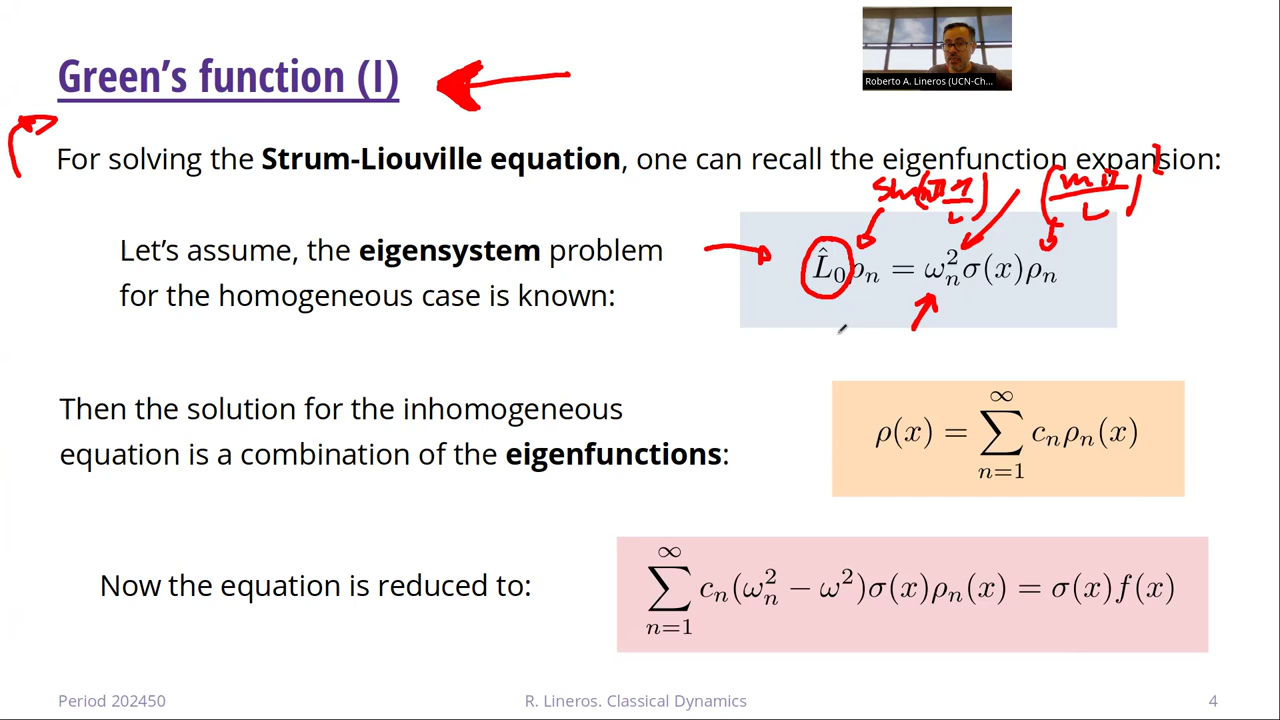 Green's function (I)
Roberto A. Lineros (UCN-Ch...
For solving the Strum-Liouville equation, one can recall the eigenfunction expansion:
Let's assume, the eigensystem problem
for the homogeneous case is known:
L̂₀ρₙ = ωₙ²σ(x)ρₙ
Then the solution for the inhomogeneous
equation is a combination of the eigenfunctions:
ρ(x) = ∑_{n=1}^{∞} cₙρₙ(x)
Now the equation is reduced to:
∑_{n=1}^{∞} cₙ(ωₙ² − ω²)σ(x)ρₙ(x) = σ(x)f(x)
Period 202450
R. Lineros. Classical Dynamics
4